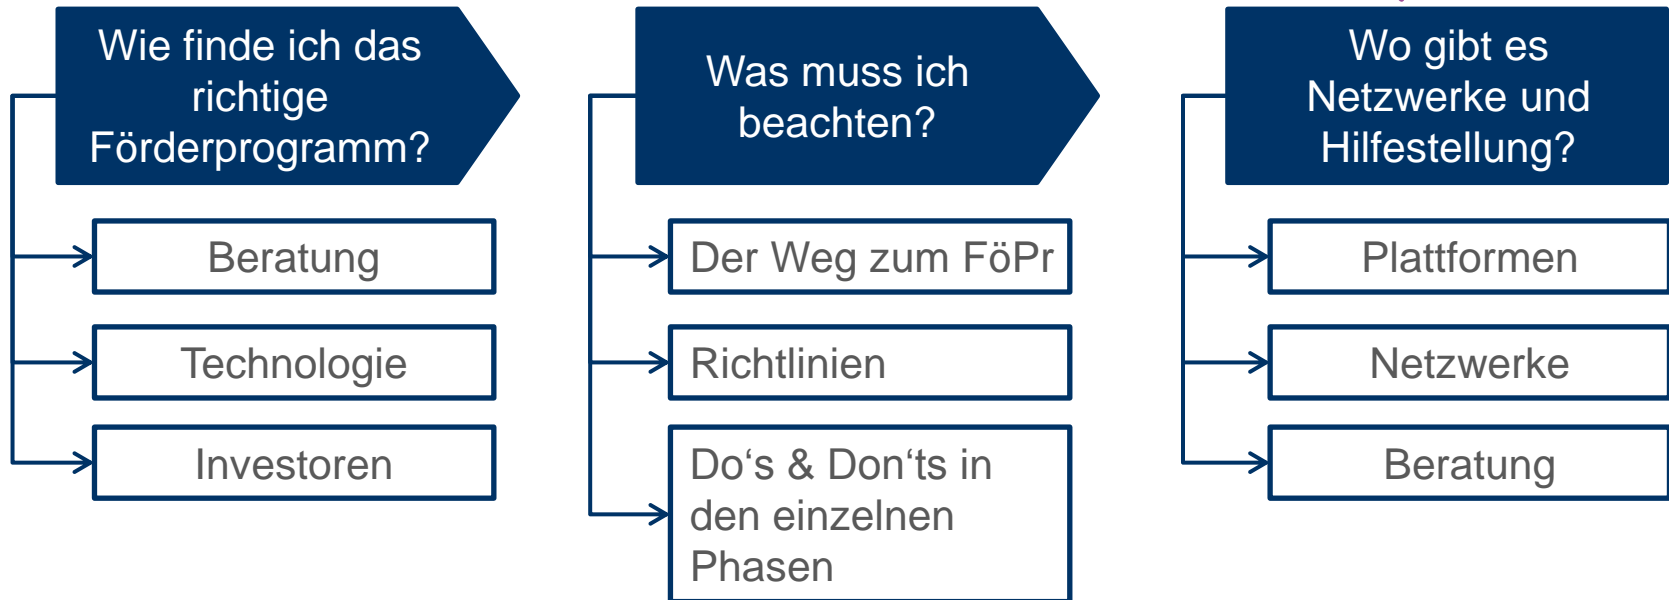 Wie finde ich das
richtige
Förderprogramm?
Beratung
Technologie
Investoren
Was muss ich
beachten?
Der Weg zum FöPr
Richtlinien
Do‘s & Don‘ts in
den einzelnen
Phasen
Wo gibt es
Netzwerke und
Hilfestellung?
Plattformen
Netzwerke
Beratung